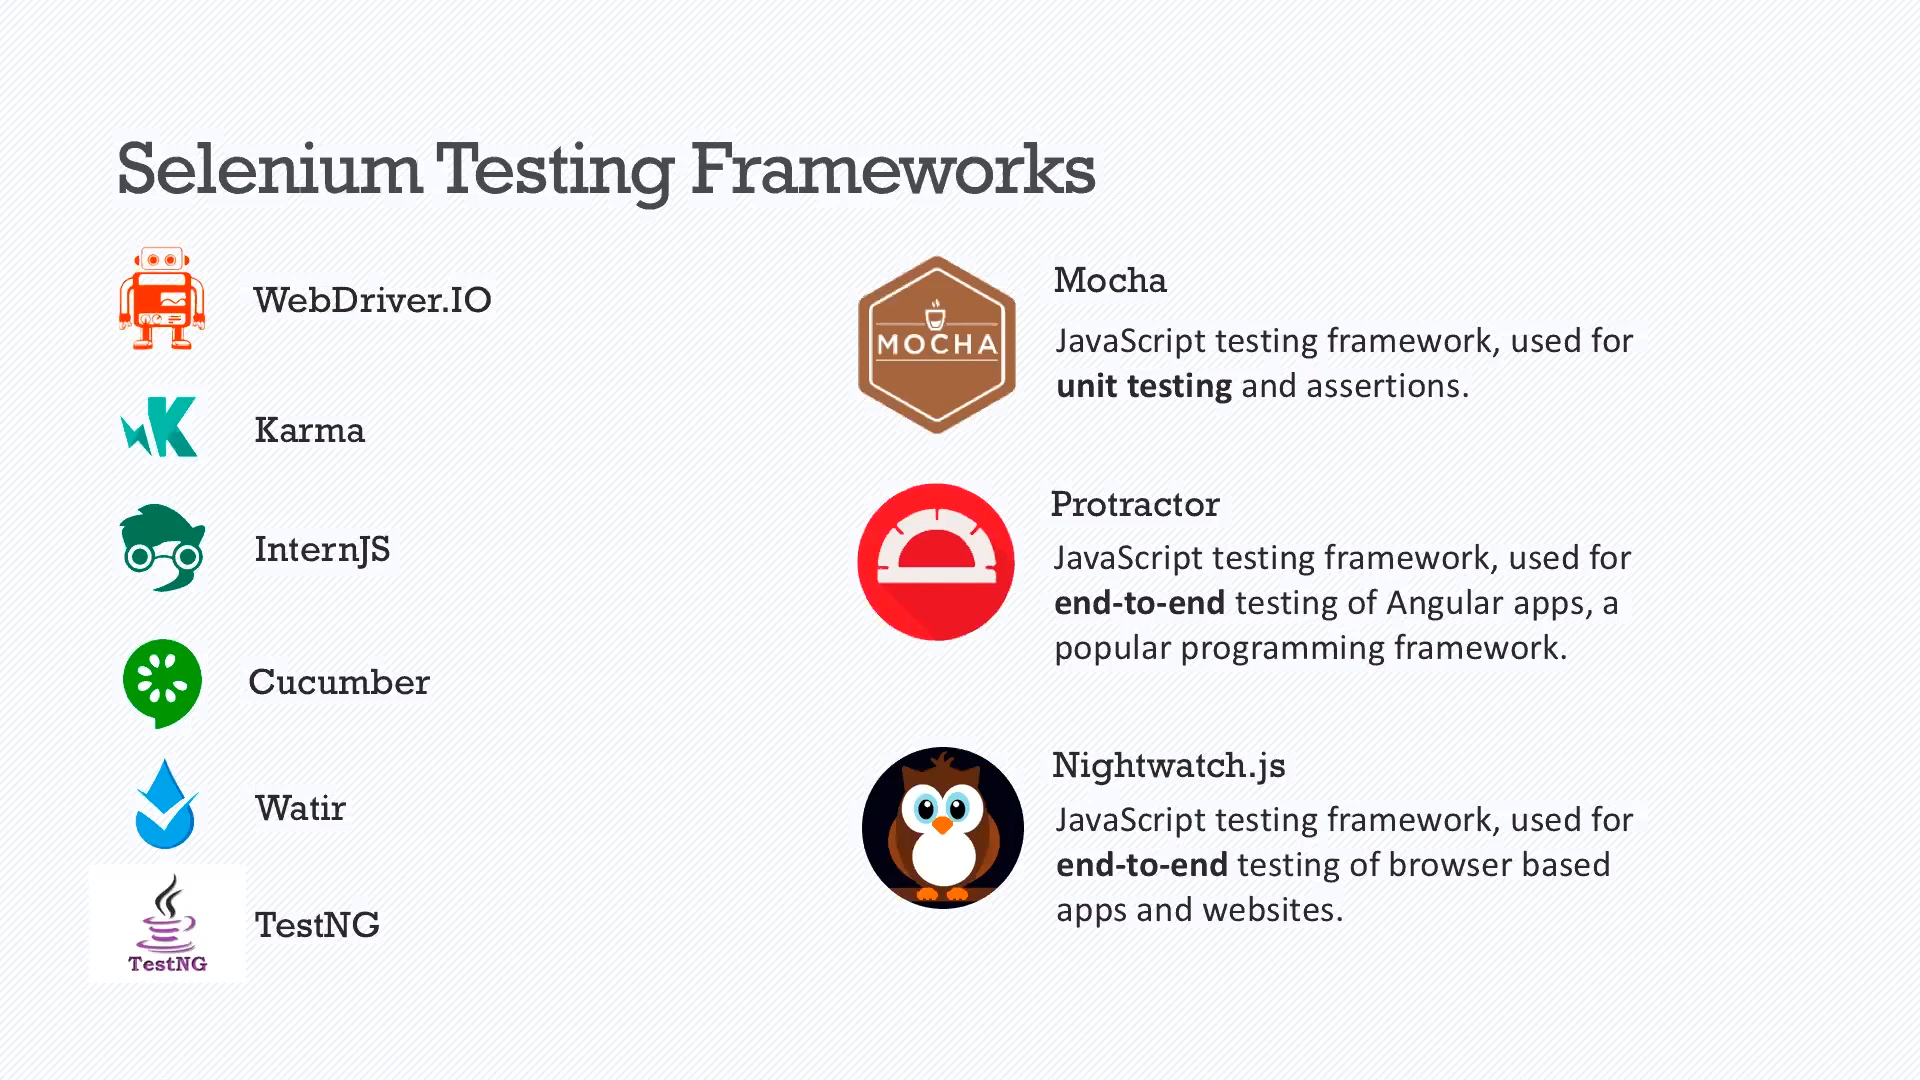 Selenium Testing Frameworks
WebDriver.IO
Karma
InternJS
Cucumber
Watir
TestNG
TestNG
MOCHA
Mocha
JavaScript testing framework, used for
unit testing and assertions.
Protractor
JavaScript testing framework, used for
end-to-end testing of Angular apps, a
popular programming framework.
Nightwatch.js
JavaScript testing framework, used for
end-to-end testing of browser based
apps and websites.